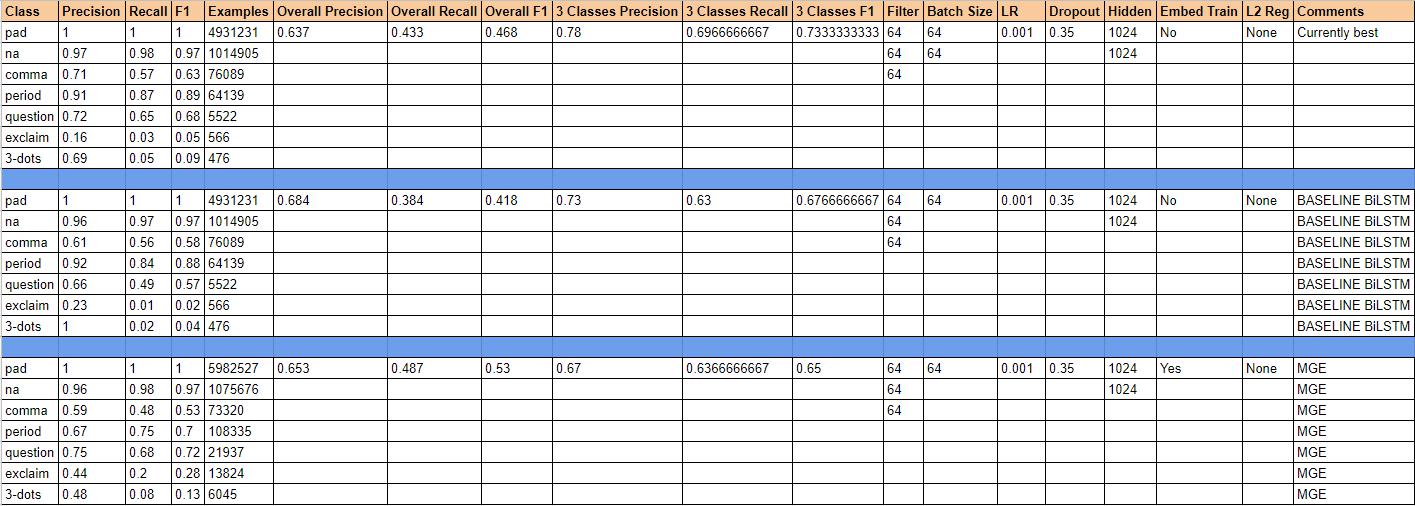 Class Precision Recall F1 Examples Overall Precision Overall Recall Overall F1 3 Classes Precision 3 Classes Recall 3 Classes F1 Filter Batch Size LR Dropout Hidden Embed Train L2 Reg Comments
pad 1 1 1 4931231 0.637 0.433 0.468 0.78 0.6966666667 0.7333333333 64 64 0.001 0.35 1024 No None Currently best
na 0.97 0.98 0.97 1014905 64 64 1024
comma 0.71 0.57 0.63 76089 64
period 0.91 0.87 0.89 64139
question 0.72 0.65 0.68 5522
exclaim 0.16 0.03 0.05 566
3-dots 0.69 0.05 0.09 476
pad 1 1 1 4931231 0.684 0.384 0.418 0.73 0.63 0.6766666667 64 64 0.001 0.35 1024 No None BASELINE BiLSTM
na 0.96 0.97 0.97 1014905 64 1024 BASELINE BiLSTM
comma 0.61 0.56 0.58 76089 64 BASELINE BiLSTM
period 0.92 0.84 0.88 64139 BASELINE BiLSTM
question 0.66 0.49 0.57 5522 BASELINE BiLSTM
exclaim 0.23 0.01 0.02 566 BASELINE BiLSTM
3-dots 1 0.02 0.04 476 BASELINE BiLSTM
pad 1 1 1 5982527 0.653 0.487 0.53 0.67 0.6366666667 0.65 64 64 0.001 0.35 1024 Yes None MGE
na 0.96 0.98 0.97 1075676 64 1024 MGE
comma 0.59 0.48 0.53 73320 64 MGE
period 0.67 0.75 0.7 108335 MGE
question 0.75 0.68 0.72 21937 MGE
exclaim 0.44 0.2 0.28 13824 MGE
3-dots 0.48 0.08 0.13 6045 MGE